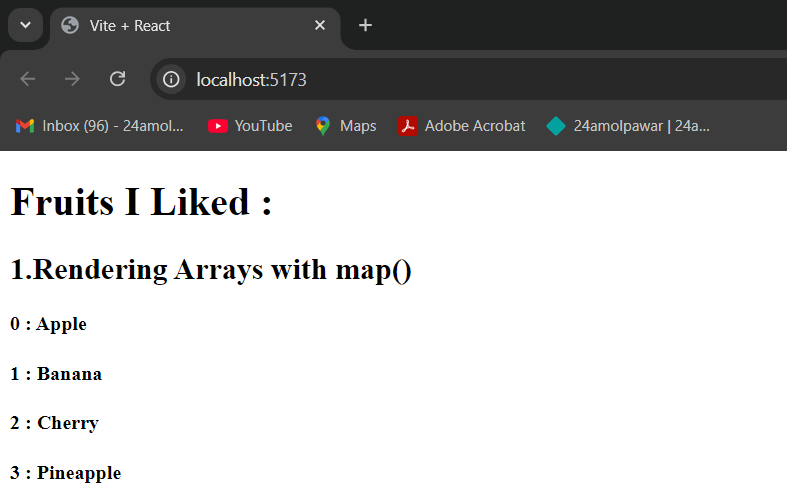 Vite + React
localhost:5173
Inbox (96) - 24amol... YouTube Maps Adobe Acrobat 24amolpawar | 24a...
Fruits I Liked :
1.Rendering Arrays with map()
0 : Apple
1 : Banana
2 : Cherry
3 : Pineapple